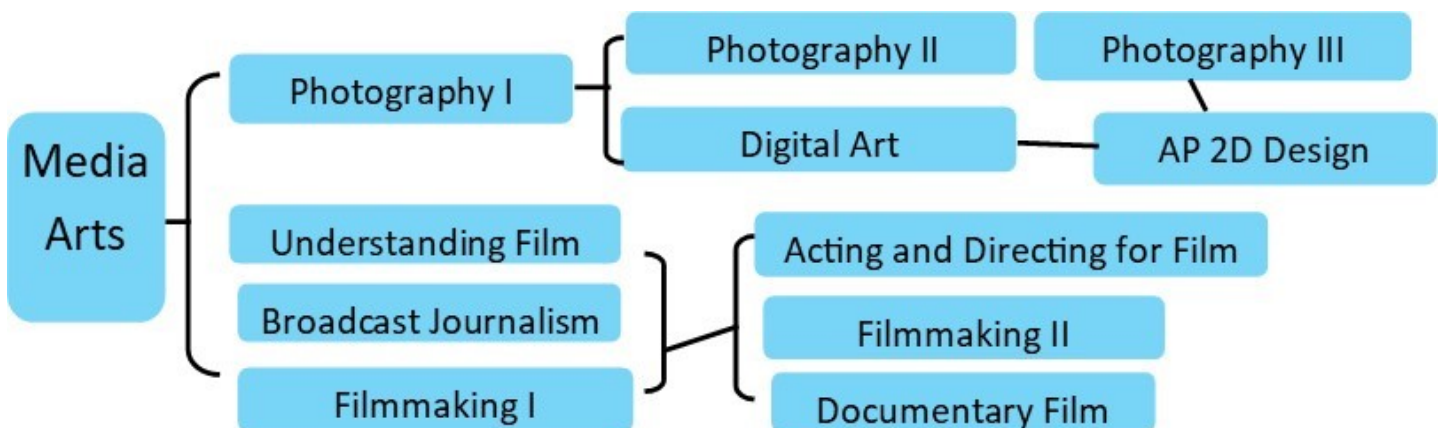 Media
Arts
Photography I
Photography II
Photography III
Digital Art
AP 2D Design
Understanding Film
Broadcast Journalism
Filmmaking I
Acting and Directing for Film
Filmmaking II
Documentary Film